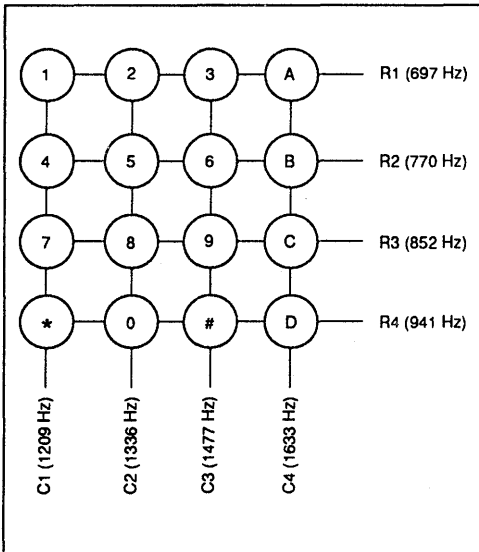 1 2 3 A R1 (697 Hz)
4 5 6 B R2 (770 Hz)
7 8 9 C R3 (852 Hz)
* 0 # D R4 (941 Hz)
C1 (1209 Hz)
C2 (1336 Hz)
C3 (1477 Hz)
C4 (1633 Hz)